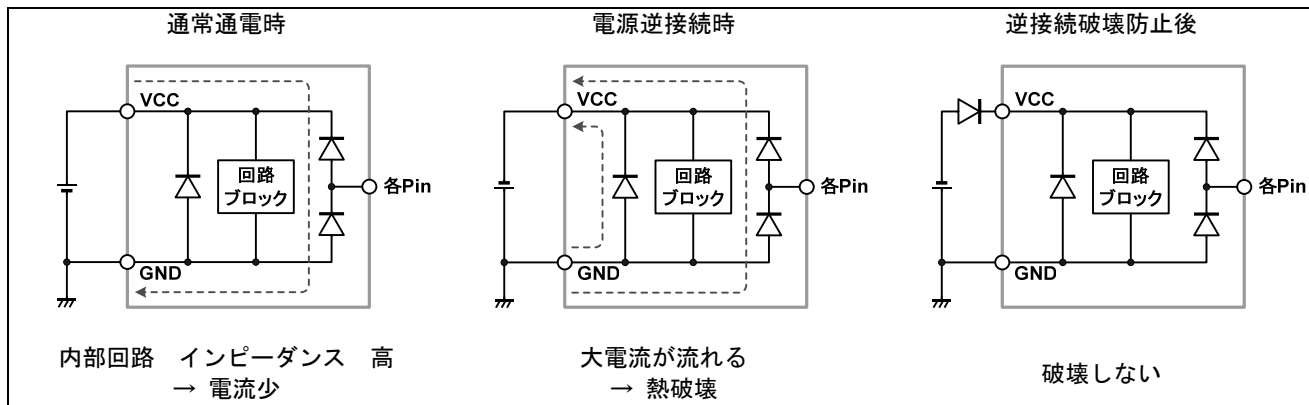 通常通電時
VCC
回路
ブロック
各Pin
GND
内部回路　インピーダンス　高
→ 電流少
電源逆接続時
VCC
回路
ブロック
各Pin
GND
大電流が流れる
→ 熱破壊
逆接続破壊防止後
VCC
回路
ブロック
各Pin
GND
破壊しない